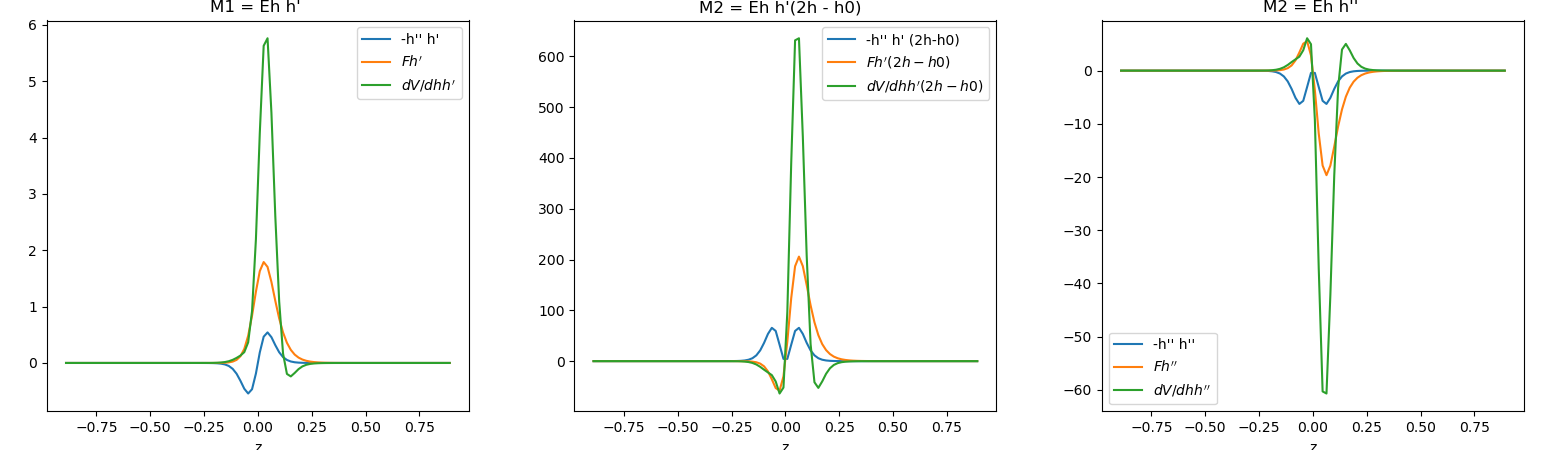 M1 = Eh h'
6
5
4
3
2
1
0
-h'' h'
Fh′
dV/dhh′
−0.75 −0.50 −0.25 0.00 0.25 0.50 0.75
z
M2 = Eh h'(2h - h0)
600
500
400
300
200
100
0
-h'' h' (2h-h0)
Fh′(2h − h0)
dV/dhh′(2h − h0)
−0.75 −0.50 −0.25 0.00 0.25 0.50 0.75
z
M2 = Eh h''
0
−10
−20
−30
−40
−50
−60
-h'' h''
Fh′′
dV/dhh′′
−0.75 −0.50 −0.25 0.00 0.25 0.50 0.75
z